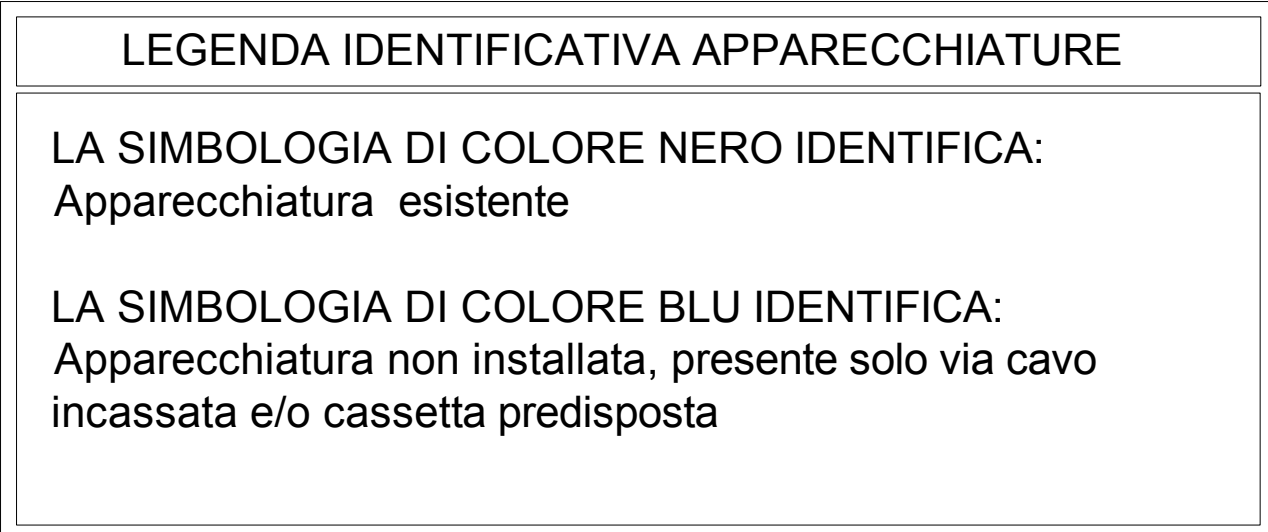 LEGENDA IDENTIFICATIVA APPARECCHIATURE
LA SIMBOLOGIA DI COLORE NERO IDENTIFICA:
Apparecchiatura esistente
LA SIMBOLOGIA DI COLORE BLU IDENTIFICA:
Apparecchiatura non installata, presente solo via cavo
incassata e/o cassetta predisposta